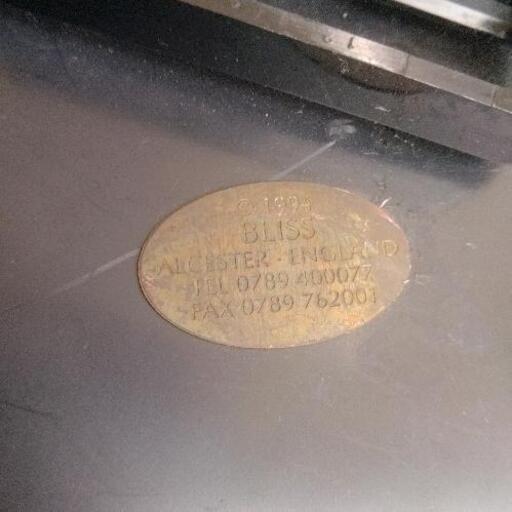 © 1994
BLISS
ALCESTER · ENGLAND
TEL 0789 400077
FAX 0789 762001